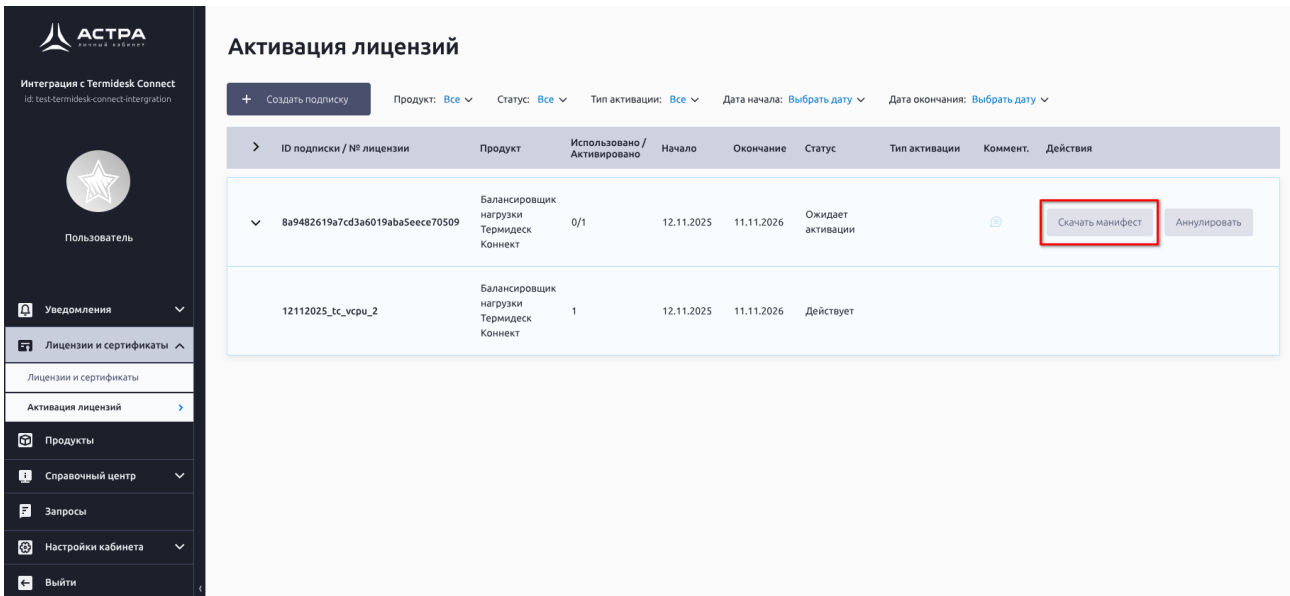 АСТРА
личный кабинет
Интеграция с Termidesk Connect
id: test-termidesk-connect-intergration
Пользователь
Уведомления
Лицензии и сертификаты
Лицензии и сертификаты
Активация лицензий
Продукты
Справочный центр
Запросы
Настройки кабинета
Выйти
Активация лицензий
+ Создать подписку Продукт: Все Статус: Все Тип активации: Все Дата начала: Выбрать дату Дата окончания: Выбрать дату
ID подписки / № лицензии Продукт Использовано / Активировано Начало Окончание Статус Тип активации Коммент. Действия
8a9482619a7cd3a6019aba5eece70509
Балансировщик
нагрузки
Термидеск
Коннект
0/1 12.11.2025 11.11.2026
Ожидает
активации
Скачать манифест Аннулировать
12112025_tc_vcpu_2
Балансировщик
нагрузки
Термидеск
Коннект
1 12.11.2025 11.11.2026 Действует